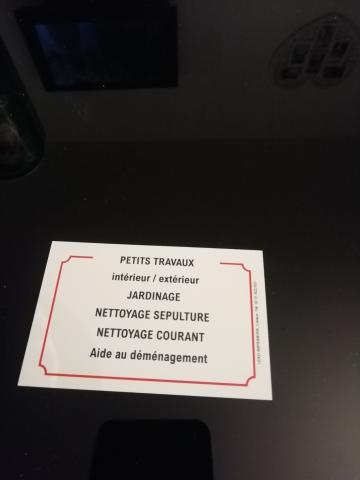 PETITS TRAVAUX
intérieur / extérieur
JARDINAGE
NETTOYAGE SEPULTURE
NETTOYAGE COURANT
Aide au déménagement